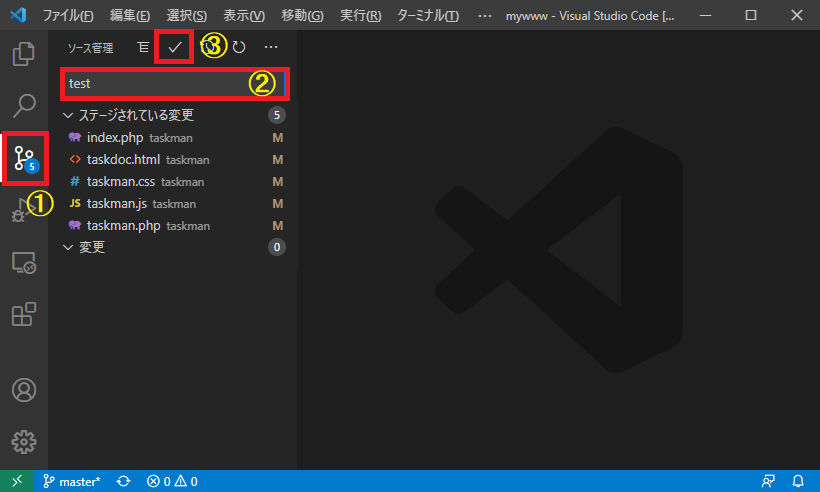 ファイル(F) 編集(E) 選択(S) 表示(V) 移動(G) 実行(R) ターミナル(T) ··· mywww - Visual Studio Code [...
ソース管理 ③ ···
test ②
ステージされている変更 5
index.php taskman M
5
<> taskdoc.html taskman M
# taskman.css taskman M
JS taskman.js taskman M
①
taskman.php taskman M
変更 0
master* 0 0